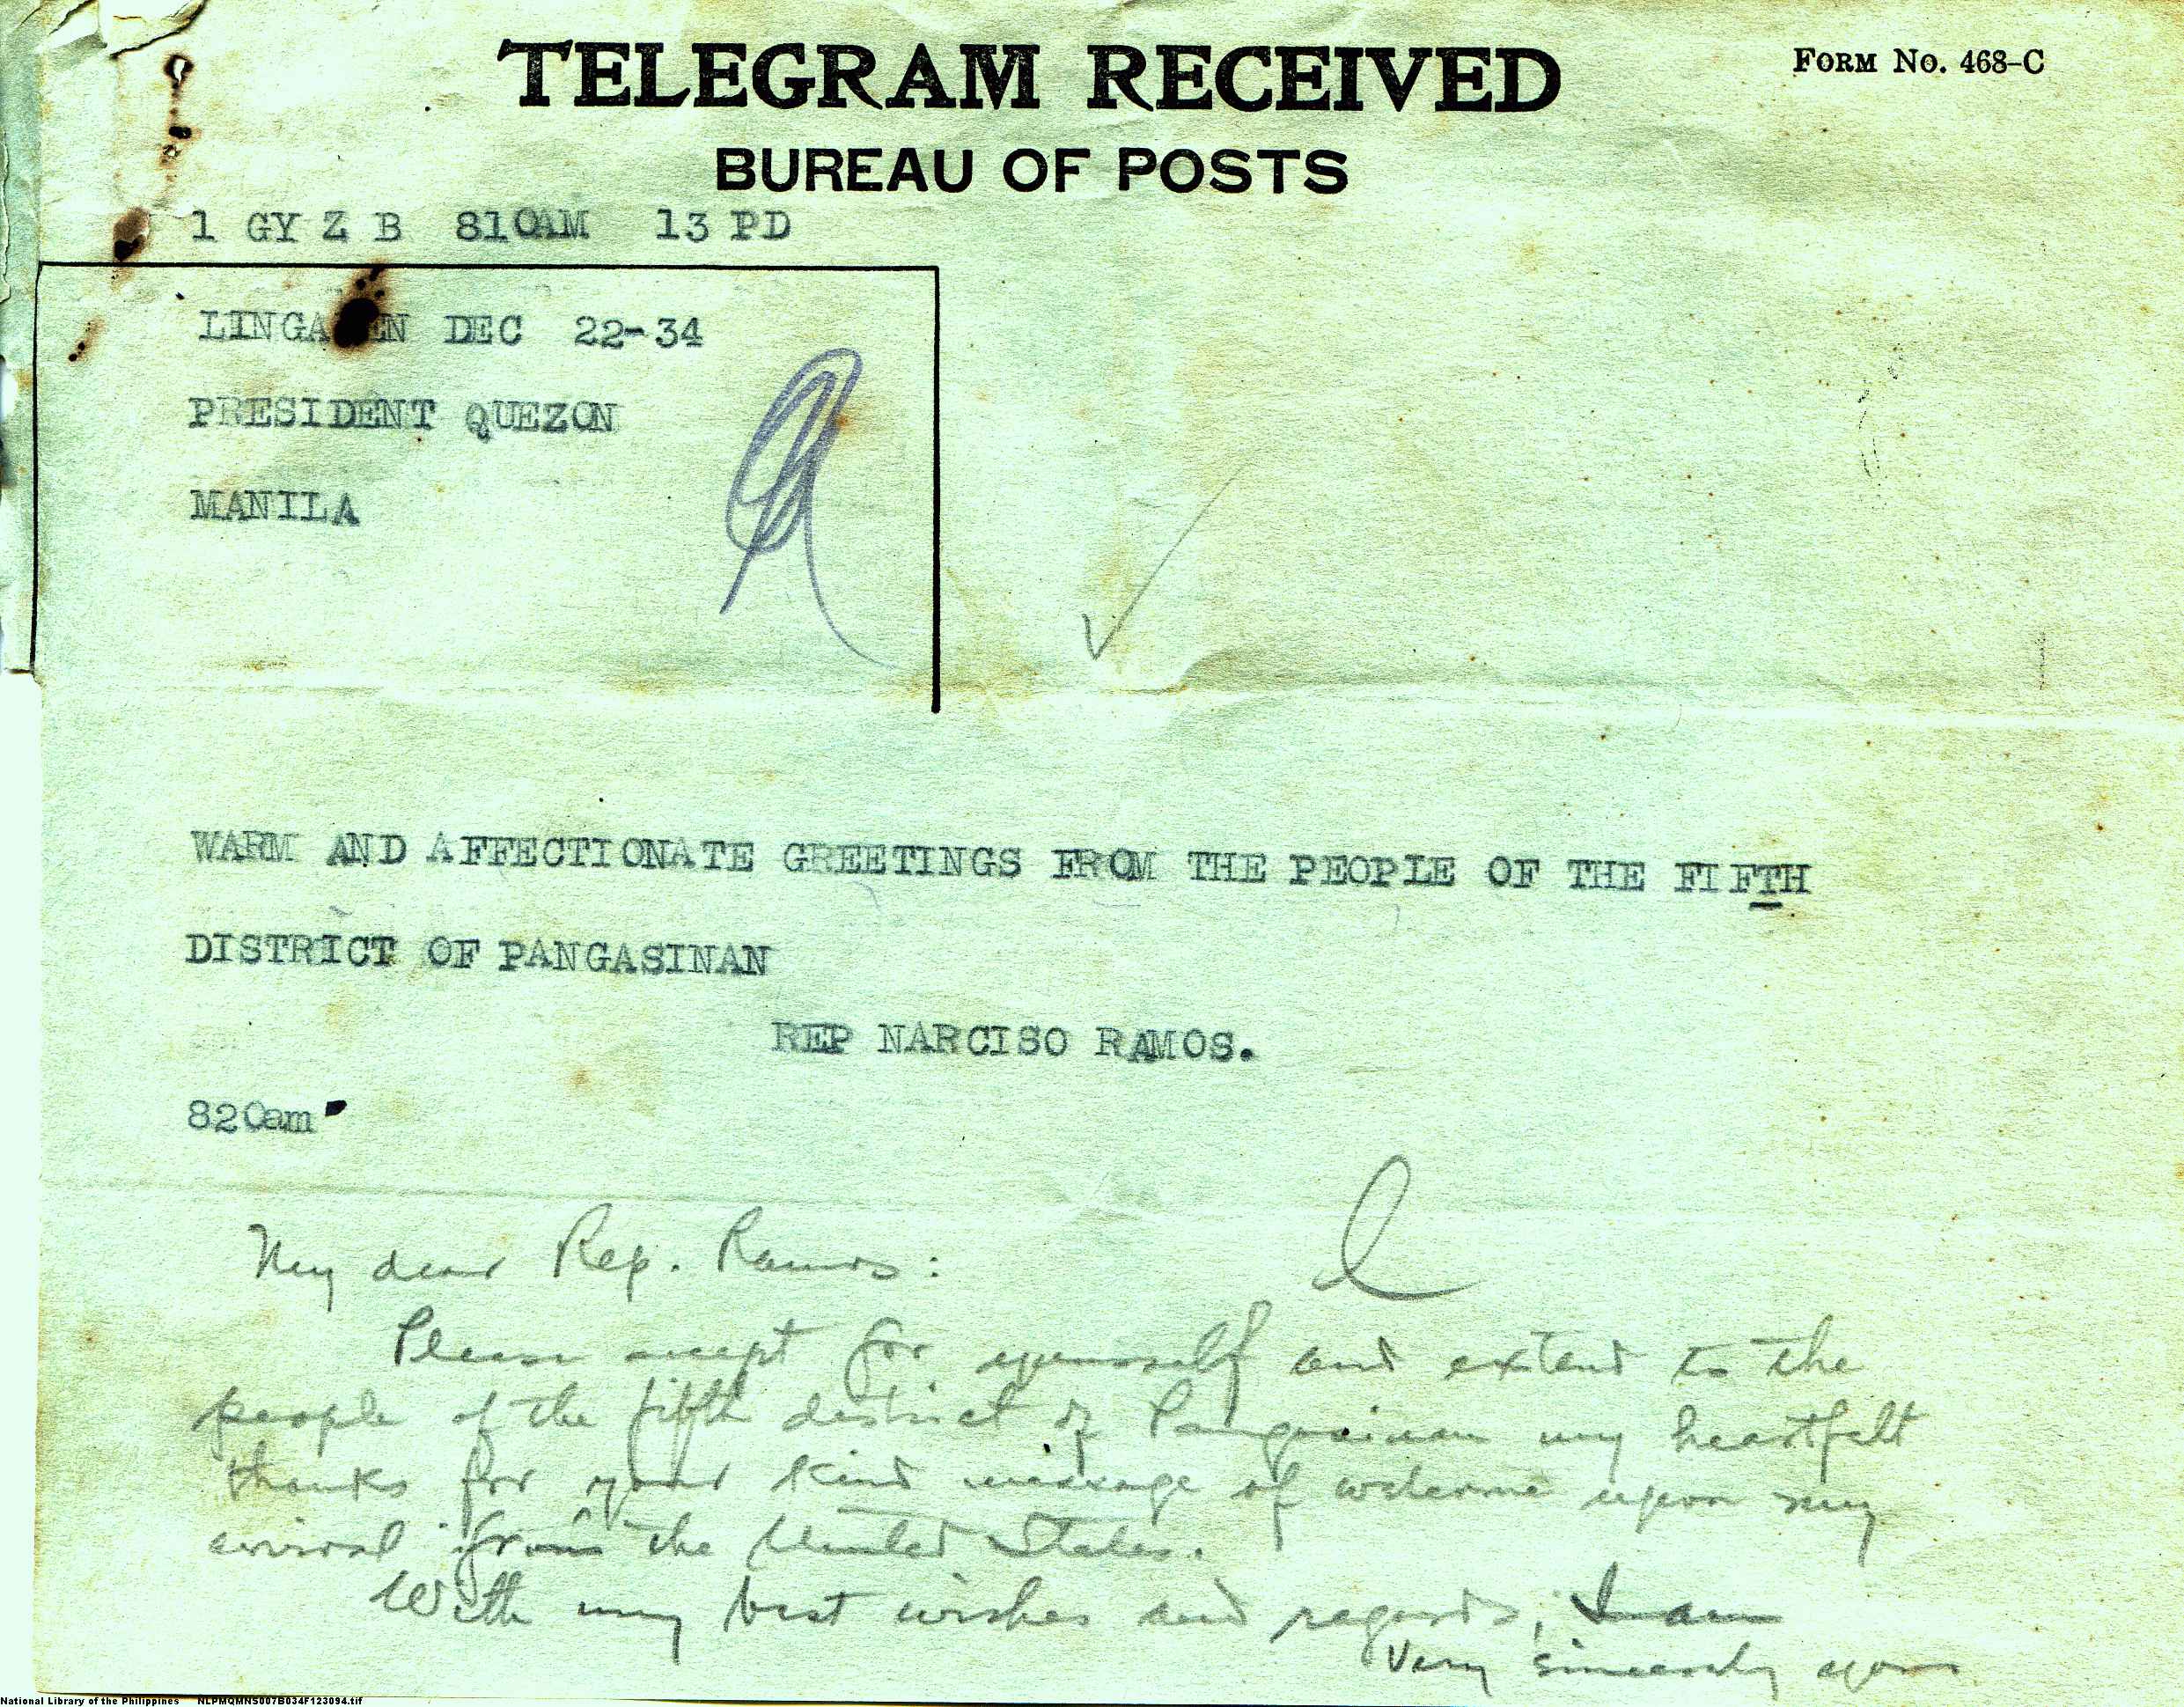 TELEGRAM RECEIVED
FORM NO. 468-C
BUREAU OF POSTS
1 GY Z B 810AM 13 PD
LINGA EN DEC 22-34
PRESIDENT QUEZON
MANILA
WARM AND AFFECTIONATE GREETINGS FROM THE PEOPLE OF THE FIFTH
DISTRICT OF PANGASINAN
REP NARCISO RAMOS.
820am
My dear Rep. Ramos:
Please accept for yourself and extend to the
people of the fifth district of Pangasinan my heartfelt
thanks for your kind message of welcome upon my
arrival from the United States.
With my best wishes and regards, I am
Very sincerely yours
National Library of the Philippines NLPMQMNS007B034F123094.tif